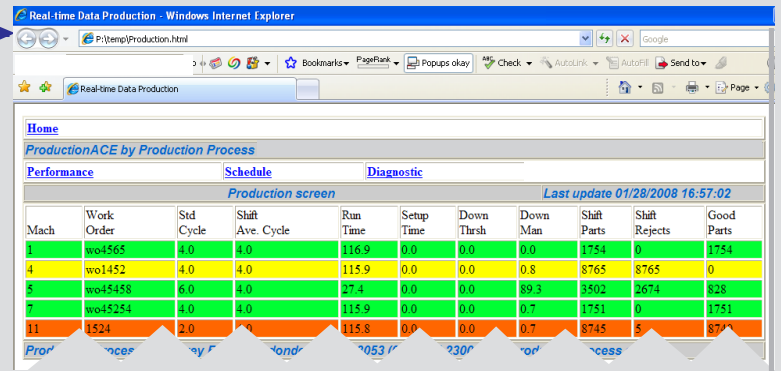 Real-time Data Production - Windows Internet Explorer
P:\temp\Production.html
Google
Bookmarks PageRank Popups okay Check AutoLink AutoFill Send to
Real-time Data Production
Page
Home
ProductionACE by Production Process
Performance Schedule Diagnostic
Production screen Last update 01/28/2008 16:57:02
Mach Work Order Std Cycle Shift Ave. Cycle Run Time Setup Time Down Thrsh Down Man Shift Parts Shift Rejects Good Parts
1 wo4565 4.0 4.0 116.9 0.0 0.0 0.0 1754 0 1754
4 wo1452 4.0 4.0 115.9 0.0 0.0 0.8 8765 8765 0
5 wo45458 6.0 4.0 27.4 0.0 0.0 89.3 3502 2674 828
7 wo45254 4.0 4.0 115.9 0.0 0.0 0.7 1751 0 1751
11 1524 2.0 115.8 0.0 0.0 0.7 8745 5